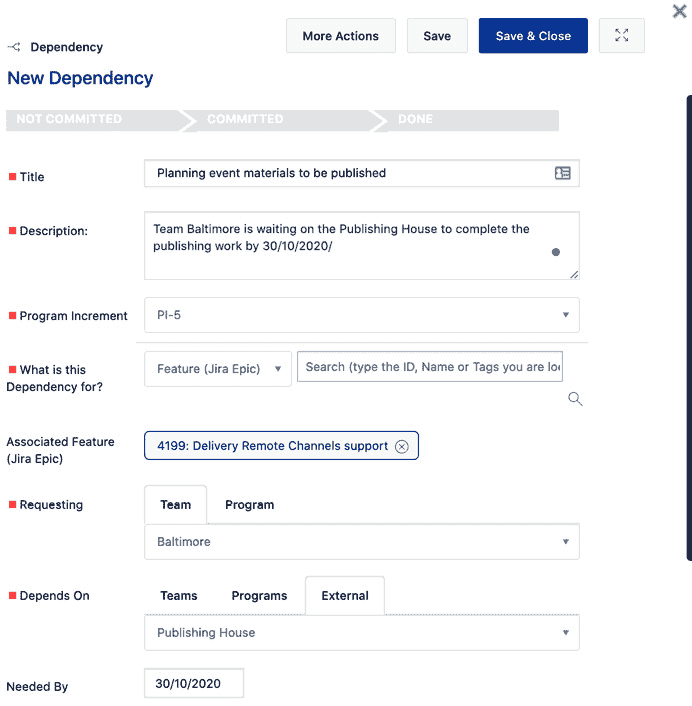 Dependency
More Actions
Save
Save & Close
New Dependency
NOT COMMITTED
COMMITTED
DONE
Title
Planning event materials to be published
Description:
Team Baltimore is waiting on the Publishing House to complete the
publishing work by 30/10/2020/
Program Increment
PI-5
What is this
Dependency for?
Feature (Jira Epic)
Search (type the ID, Name or Tags you are loo
Associated Feature
(Jira Epic)
4199: Delivery Remote Channels support
Requesting
Team
Program
Baltimore
Depends On
Teams
Programs
External
Publishing House
Needed By
30/10/2020